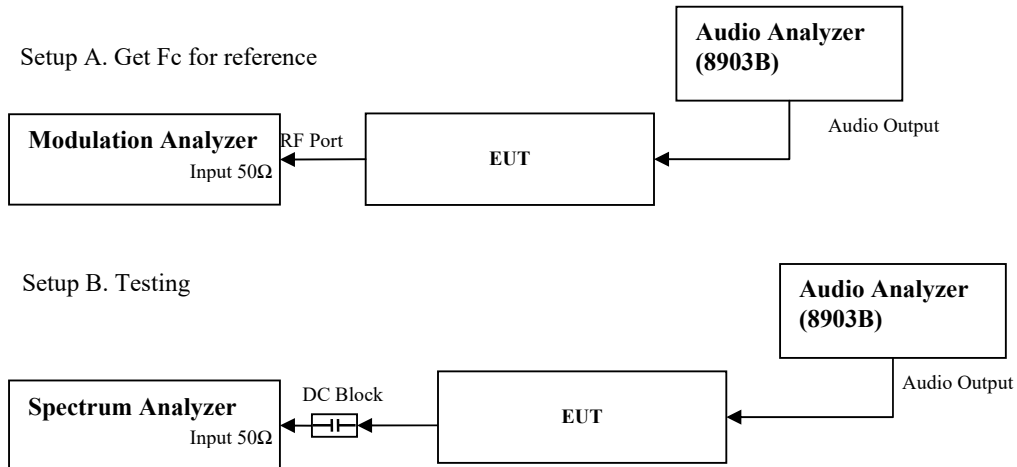 Setup A. Get Fc for reference
Audio Analyzer
(8903B)
Audio Output
Modulation Analyzer
Input 50Ω
RF Port
EUT
Setup B. Testing
Audio Analyzer
(8903B)
Audio Output
Spectrum Analyzer
Input 50Ω
DC Block
EUT